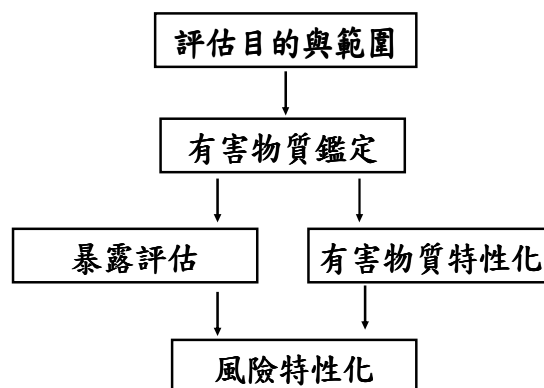 評估目的與範圍
有害物質鑑定
暴露評估
有害物質特性化
風險特性化